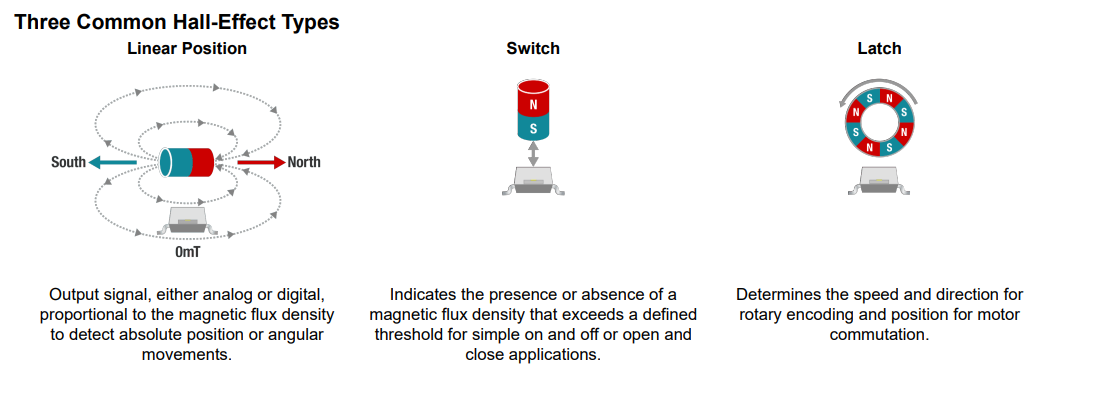 Three Common Hall-Effect Types
Linear Position
South
North
0mT
Output signal, either analog or digital,
proportional to the magnetic flux density
to detect absolute position or angular
movements.
Switch
N
S
Indicates the presence or absence of a
magnetic flux density that exceeds a defined
threshold for simple on and off or open and
close applications.
Latch
S N
N S
S N
N S
Determines the speed and direction for
rotary encoding and position for motor
commutation.